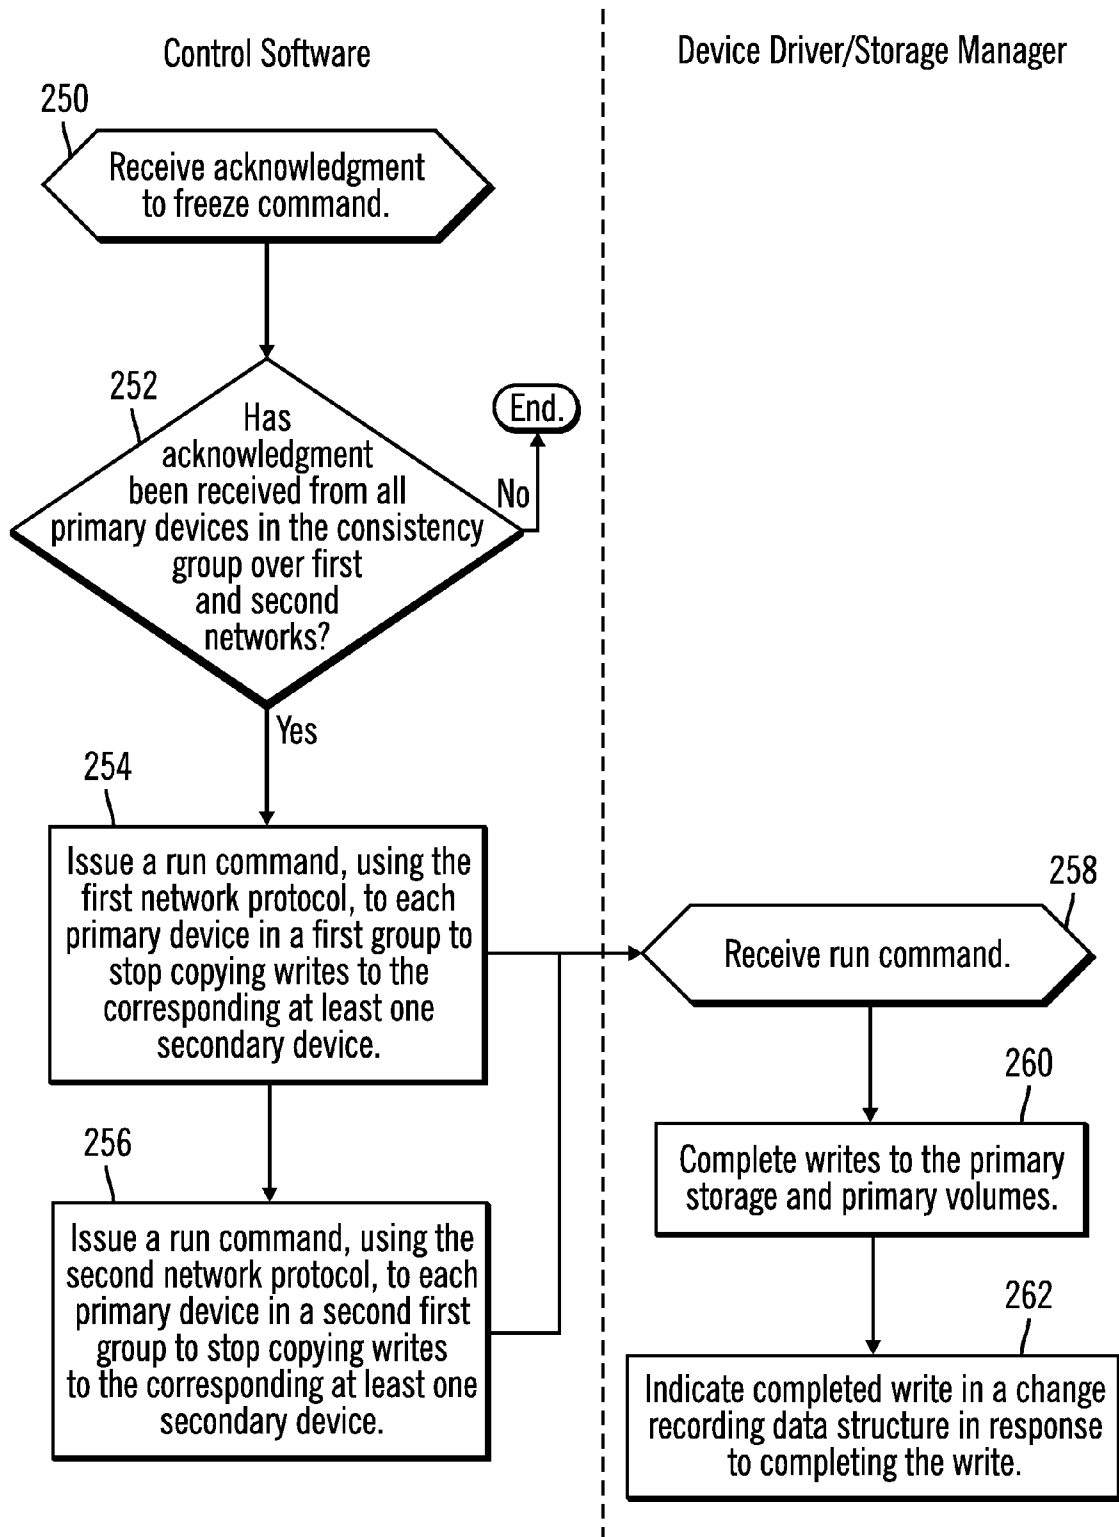 Control Software
Device Driver/Storage Manager
250
Receive acknowledgment
to freeze command.
252
Has
acknowledgment
been received from all
primary devices in the consistency
group over first
and second
networks?
End.
No
Yes
254
Issue a run command, using the
first network protocol, to each
primary device in a first group to
stop copying writes to the
corresponding at least one
secondary device.
256
Issue a run command, using the
second network protocol, to each
primary device in a second first
group to stop copying writes
to the corresponding at least one
secondary device.
258
Receive run command.
260
Complete writes to the primary
storage and primary volumes.
262
Indicate completed write in a change
recording data structure in response
to completing the write.